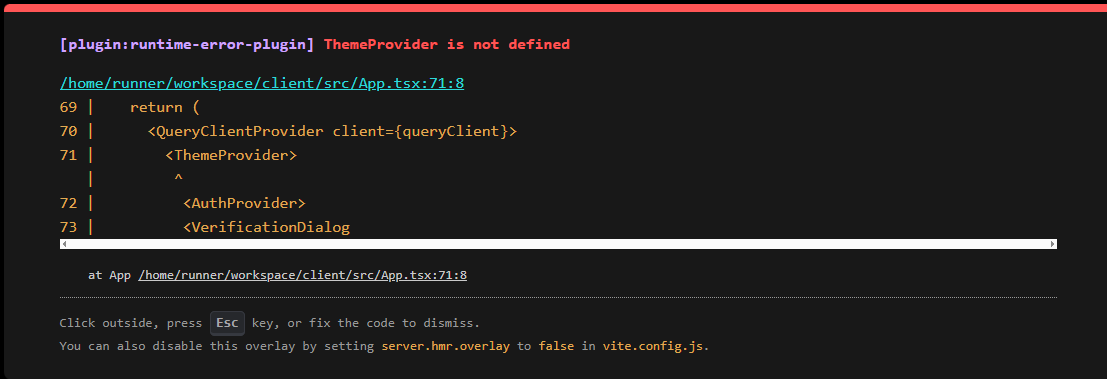 [plugin:runtime-error-plugin] ThemeProvider is not defined
/home/runner/workspace/client/src/App.tsx:71:8
69 |    return (
70 |      <QueryClientProvider client={queryClient}>
71 |        <ThemeProvider>
   |         ^
72 |          <AuthProvider>
73 |          <VerificationDialog
at App /home/runner/workspace/client/src/App.tsx:71:8
Click outside, press Esc key, or fix the code to dismiss.
You can also disable this overlay by setting server.hmr.overlay to false in vite.config.js.